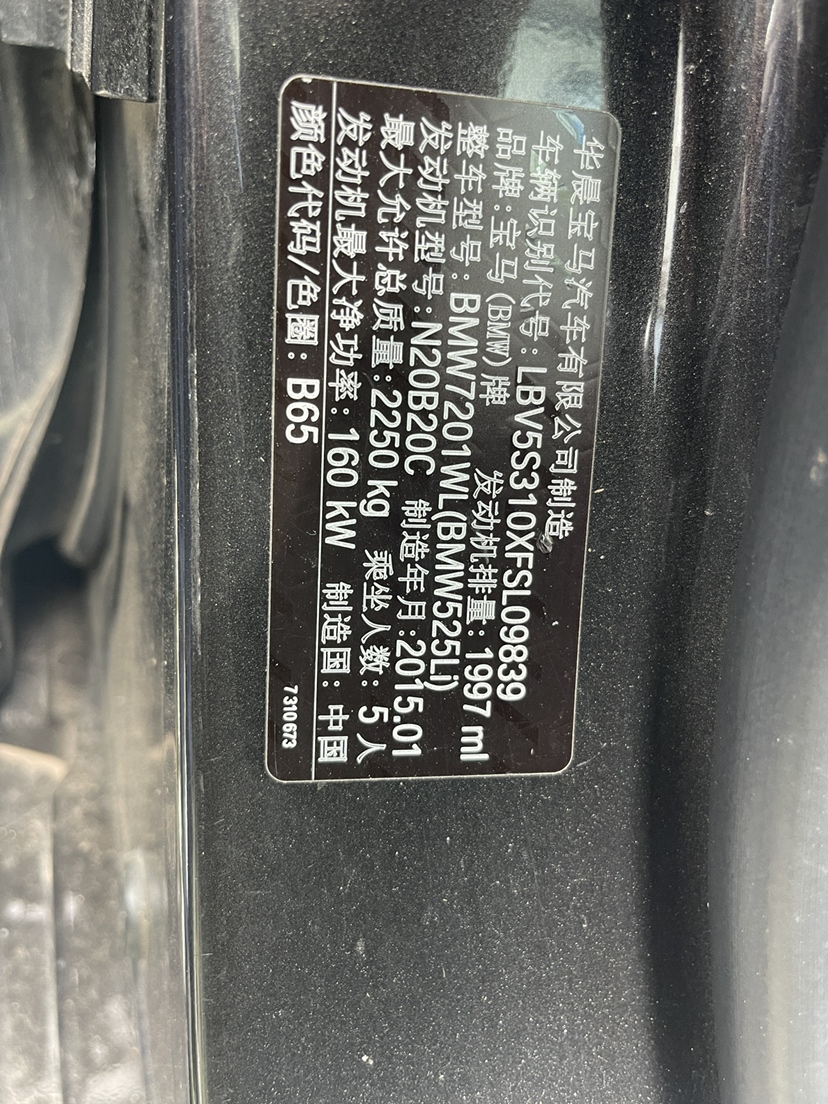 华晨宝马汽车有限公司制造
车辆识别代号:LBV5S310XFSL09839
品牌:宝马(BMW)牌 发动机排量:1997 ml
整车型号:BMW7201WL(BMW525Li)
发动机型号:N20B20C 制造年月:2015.01
最大允许总质量:2250 kg 乘坐人数:5人
发动机最大净功率:160 kW 制造国:中国
颜色代码/色圈:B65
7310673